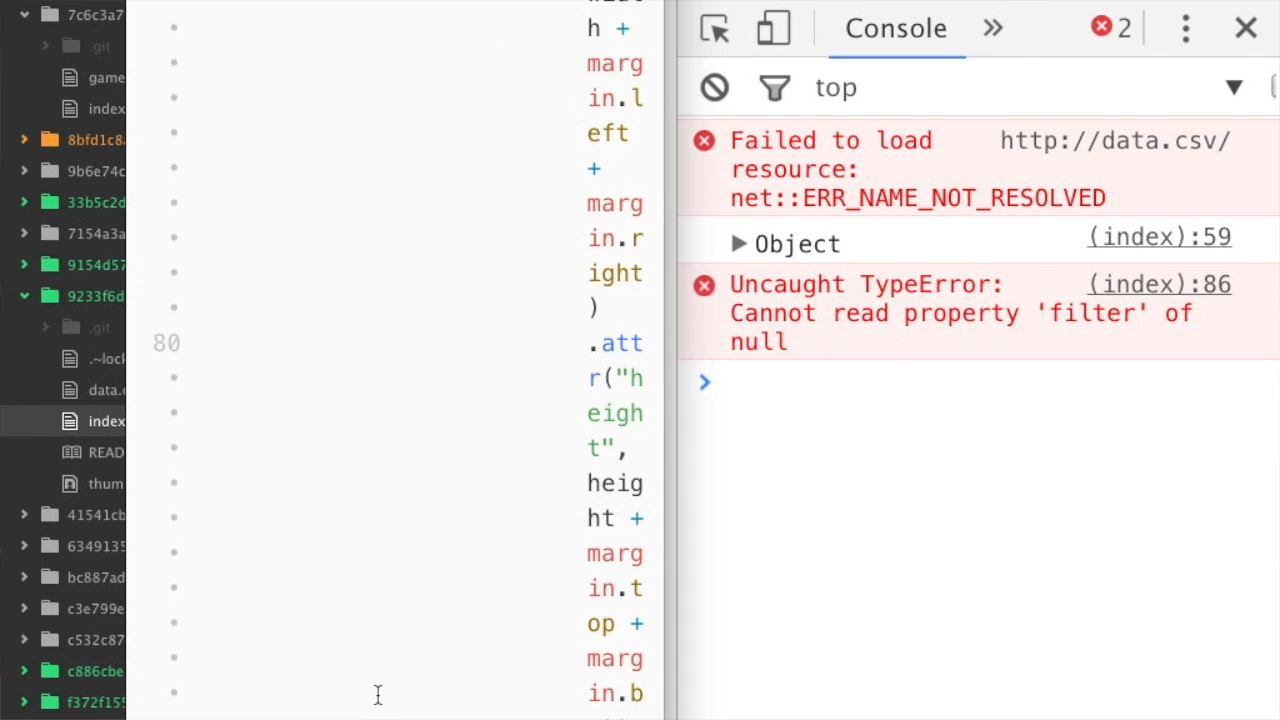 7c6c3a7
.git
game
index
8bfd1c8
9b6e74c
33b5c2d
7154a3a
9154d57
9233f6d
.git
.~lock
data.
index
READ
thum
41541cb
6349135
bc887ad
c3e799e
c532c87
c886cbe
f372f155
h +
marg
in.l
eft
+
marg
in.r
ight
)
80 .att
r("h
eigh
t",
heig
ht +
marg
in.t
op +
marg
in.b
Console » 2
top
Failed to load http://data.csv/
resource:
net::ERR_NAME_NOT_RESOLVED
Object (index):59
Uncaught TypeError: (index):86
Cannot read property 'filter' of
null